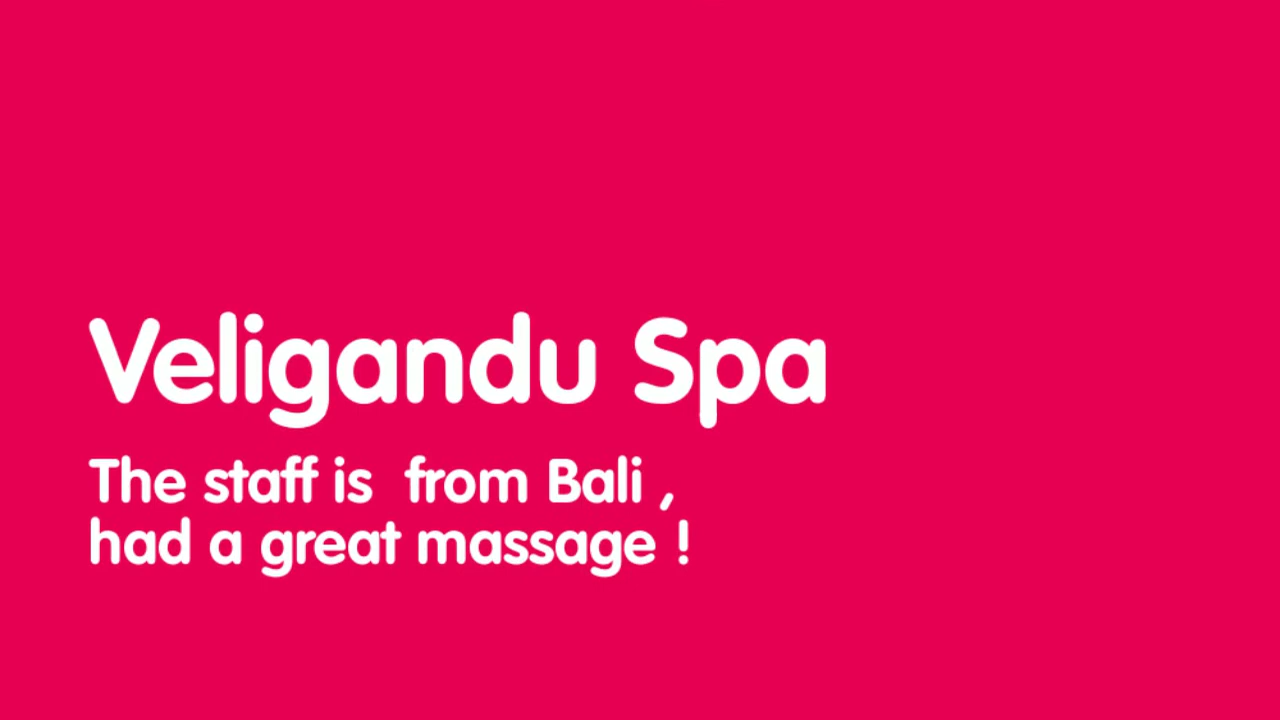 Veligandu Spa
The staff is  from Bali ,
had a great massage !